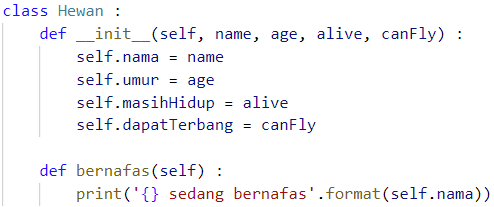 class Hewan :
def __init__(self, name, age, alive, canFly) :
self.nama = name
self.umur = age
self.masihHidup = alive
self.dapatTerbang = canFly
def bernafas(self) :
print('{} sedang bernafas'.format(self.nama))